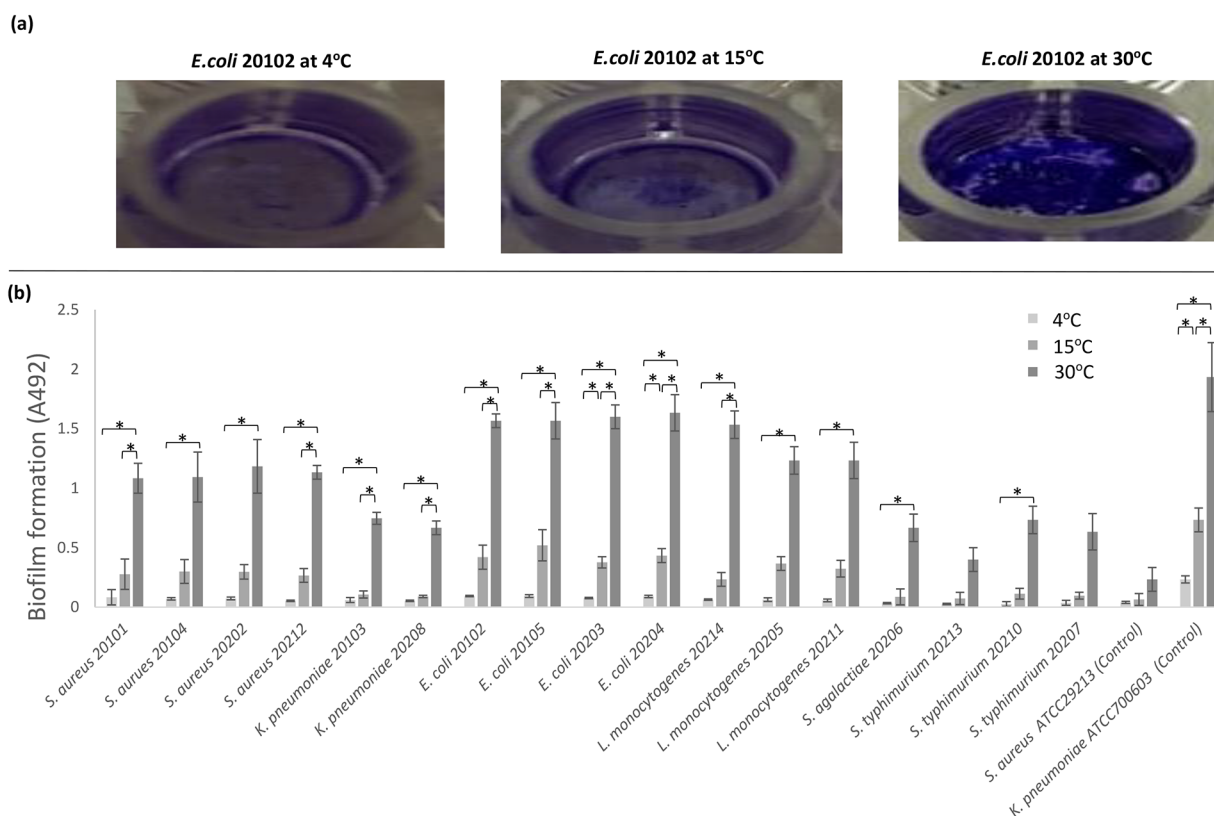 (a)
E.coli 20102 at 4°C
E.coli 20102 at 15°C
E.coli 20102 at 30°C
(b)
Biofilm formation (A492)
2.5
2
1.5
1
0.5
0
4°C
15°C
30°C
* * * * * * * * * * * * * * * * * * * * * * * * * * * * *
S. aureus 20101
S. aurues 20104
S. aureus 20202
S. aureus 20212
K. pneumoniae 20103
K. pneumoniae 20208
E. coli 20102
E. coli 20105
E. coli 20203
E. coli 20204
L. monocytogenes 20214
L. monocytogenes 20205
L. monocytogenes 20211
S. agalactiae 20206
S. typhimurium 20213
S. typhimurium 20210
S. typhimurium 20207
S. aureus ATCC29213 (Control)
K. pneumoniae ATCC700603 (Control)